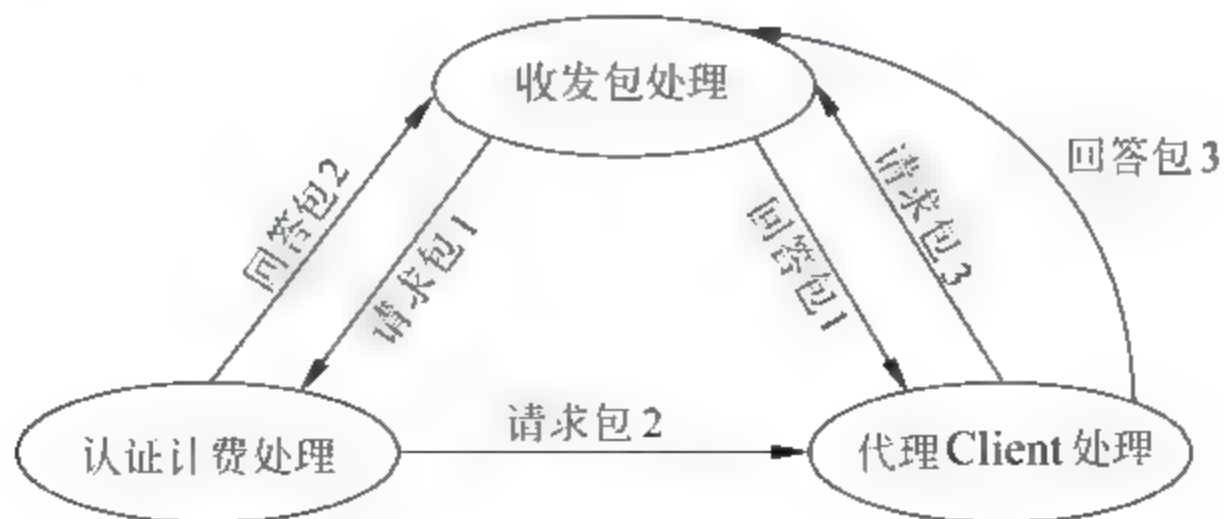 收发包处理
回答包3
回答包2
请求包1
回答包1
请求包3
请求包2
认证计费处理
代理Client处理